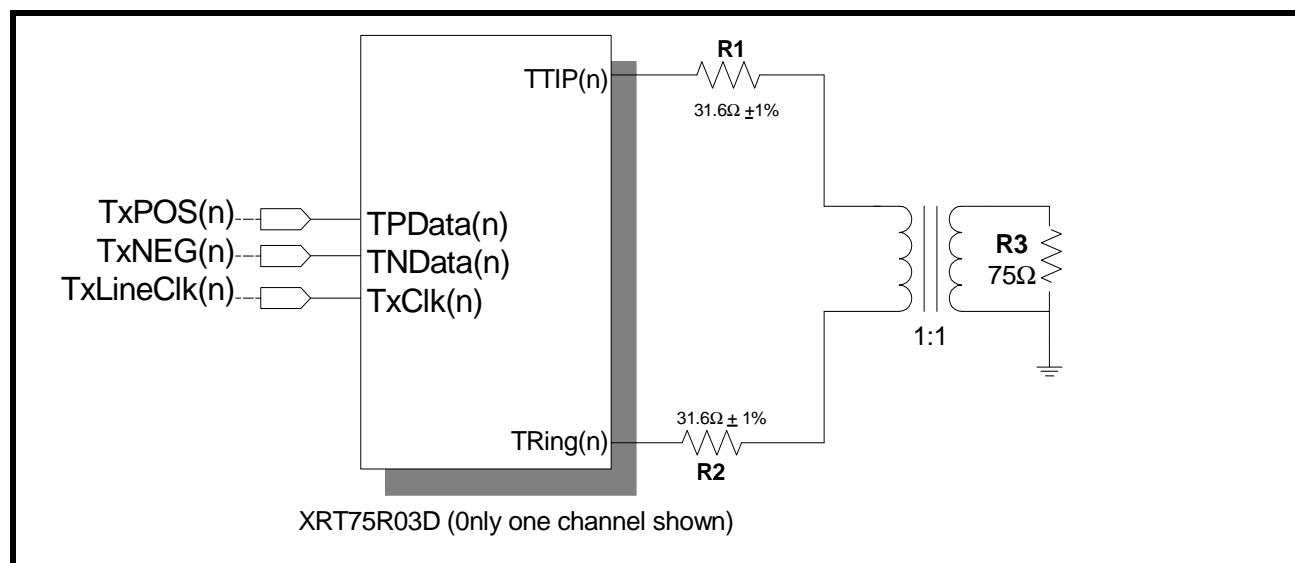 R1
TTIP(n)
31.6Ω ±1%
TxPOS(n)
TPData(n)
TxNEG(n)
TNData(n)
TxLineClk(n)
TxClk(n)
R3
75Ω
1:1
31.6Ω ± 1%
TRing(n)
R2
XRT75R03D (0nly one channel shown)